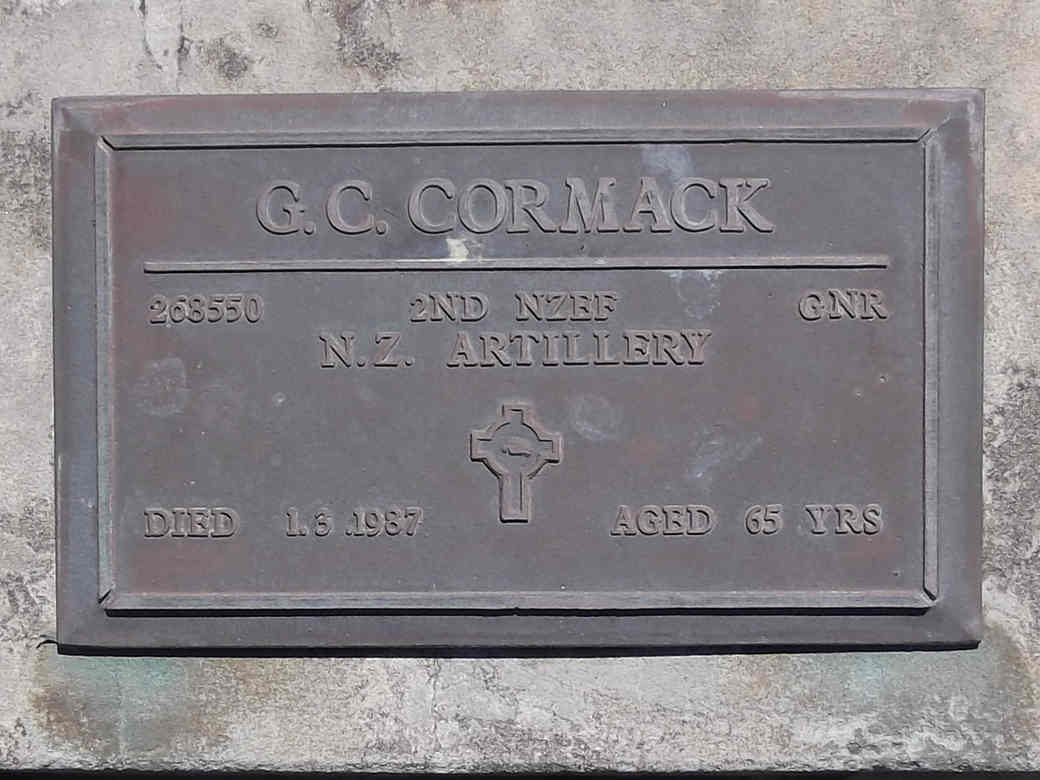 G. C. CORMACK
268550 2ND NZEF GNR
N.Z. ARTILLERY
DIED 1.3.1987 AGED 65 YRS